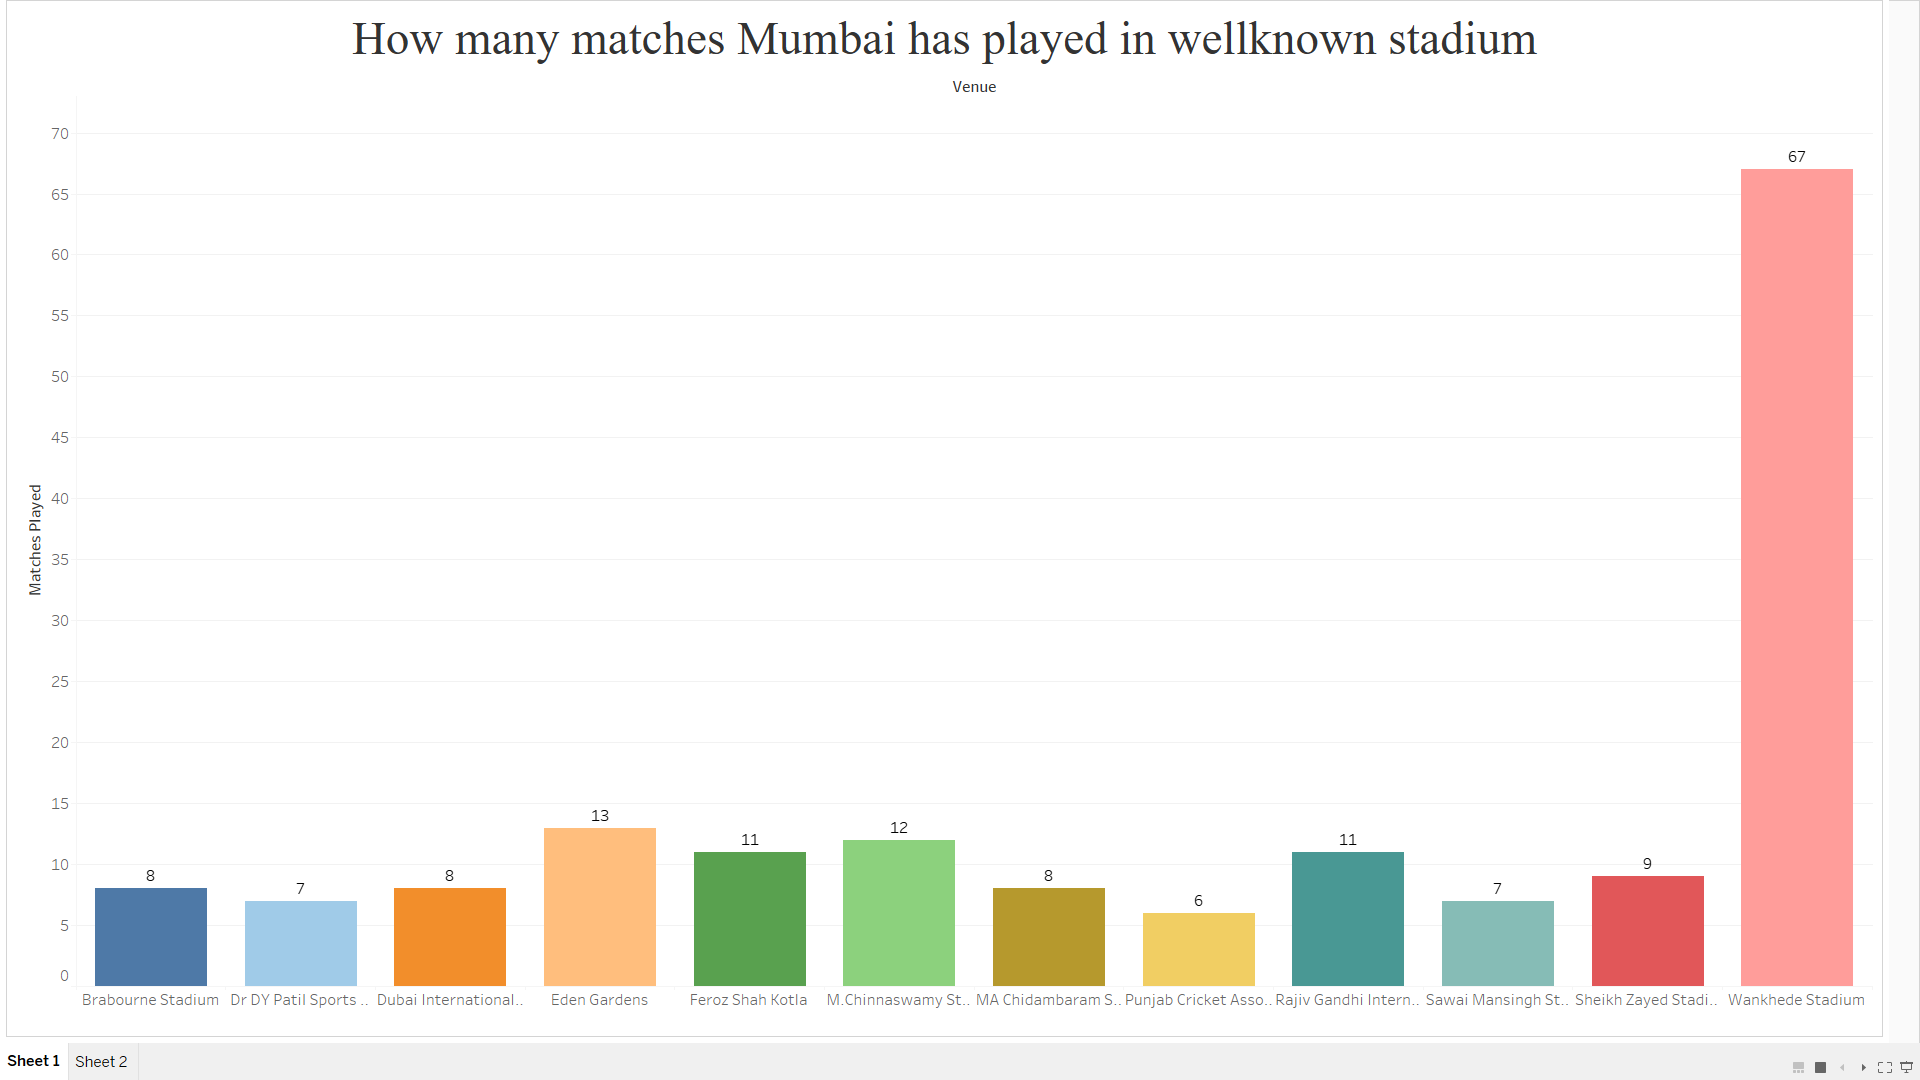 How many matches Mumbai has played in wellknown stadium
Venue
Matches Played
70
65
60
55
50
45
40
35
30
25
20
15
10
5
0
8
7
8
13
11
12
8
6
11
7
9
67
Brabourne Stadium
Dr DY Patil Sports ..
Dubai International..
Eden Gardens
Feroz Shah Kotla
M.Chinnaswamy St..
MA Chidambaram S..
Punjab Cricket Asso..
Rajiv Gandhi Intern..
Sawai Mansingh St..
Sheikh Zayed Stadi..
Wankhede Stadium
Sheet 1
Sheet 2